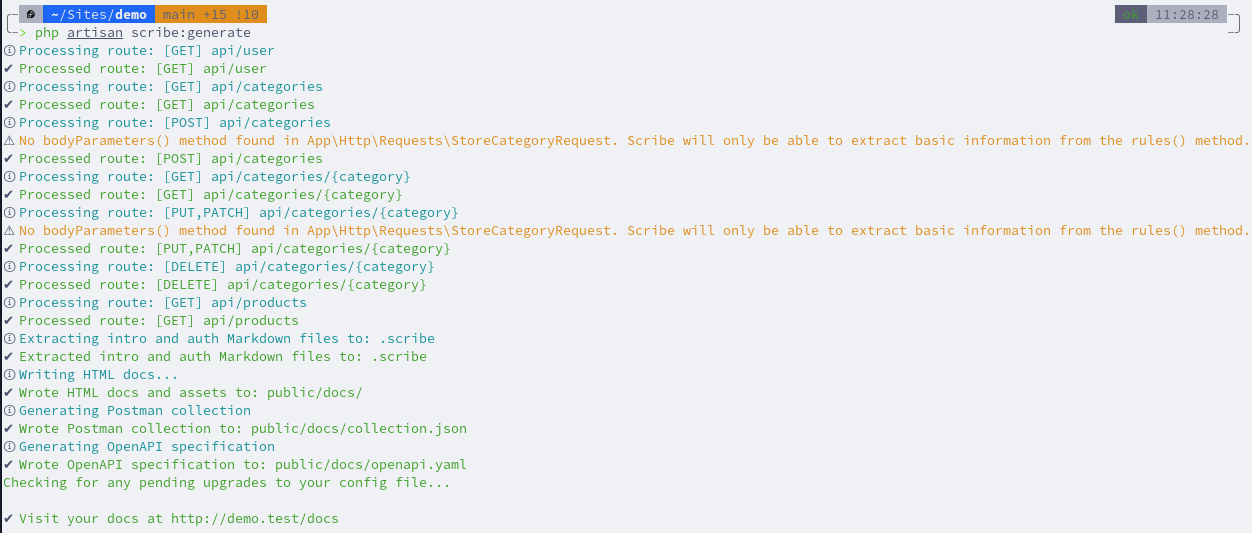 ~/Sites/demo main +15 !10 ok 11:28:28
> php artisan scribe:generate
ⓘ Processing route: [GET] api/user
✔ Processed route: [GET] api/user
ⓘ Processing route: [GET] api/categories
✔ Processed route: [GET] api/categories
ⓘ Processing route: [POST] api/categories
⚠ No bodyParameters() method found in App\Http\Requests\StoreCategoryRequest. Scribe will only be able to extract basic information from the rules() method.
✔ Processed route: [POST] api/categories
ⓘ Processing route: [GET] api/categories/{category}
✔ Processed route: [GET] api/categories/{category}
ⓘ Processing route: [PUT,PATCH] api/categories/{category}
⚠ No bodyParameters() method found in App\Http\Requests\StoreCategoryRequest. Scribe will only be able to extract basic information from the rules() method.
✔ Processed route: [PUT,PATCH] api/categories/{category}
ⓘ Processing route: [DELETE] api/categories/{category}
✔ Processed route: [DELETE] api/categories/{category}
ⓘ Processing route: [GET] api/products
✔ Processed route: [GET] api/products
ⓘ Extracting intro and auth Markdown files to: .scribe
✔ Extracted intro and auth Markdown files to: .scribe
ⓘ Writing HTML docs...
✔ Wrote HTML docs and assets to: public/docs/
ⓘ Generating Postman collection
✔ Wrote Postman collection to: public/docs/collection.json
ⓘ Generating OpenAPI specification
✔ Wrote OpenAPI specification to: public/docs/openapi.yaml
Checking for any pending upgrades to your config file...
✔ Visit your docs at http://demo.test/docs